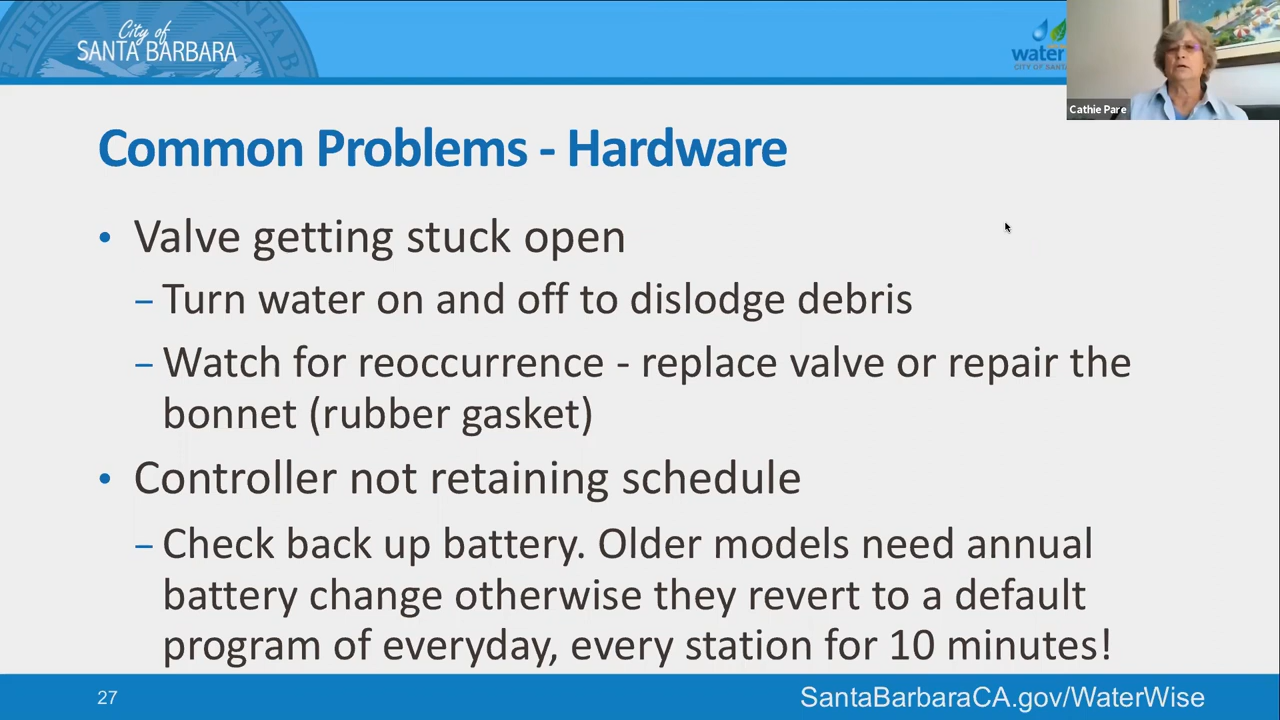 City of
SANTA BARBARA
water
CITY OF SANTA
Cathie Pare
Common Problems - Hardware
• Valve getting stuck open
– Turn water on and off to dislodge debris
– Watch for reoccurrence - replace valve or repair the
bonnet (rubber gasket)
• Controller not retaining schedule
– Check back up battery. Older models need annual
battery change otherwise they revert to a default
program of everyday, every station for 10 minutes!
27
SantaBarbaraCA.gov/WaterWise